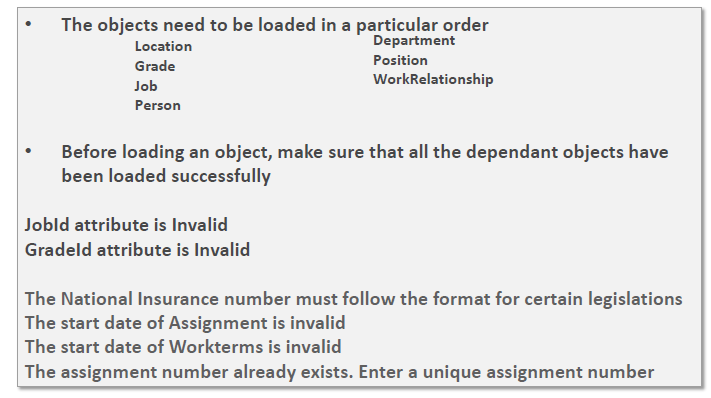 • The objects need to be loaded in a particular order
Location
Grade
Job
Person
Department
Position
WorkRelationship
• Before loading an object, make sure that all the dependant objects have
been loaded successfully
JobId attribute is Invalid
GradeId attribute is Invalid
The National Insurance number must follow the format for certain legislations
The start date of Assignment is invalid
The start date of Workterms is invalid
The assignment number already exists. Enter a unique assignment number